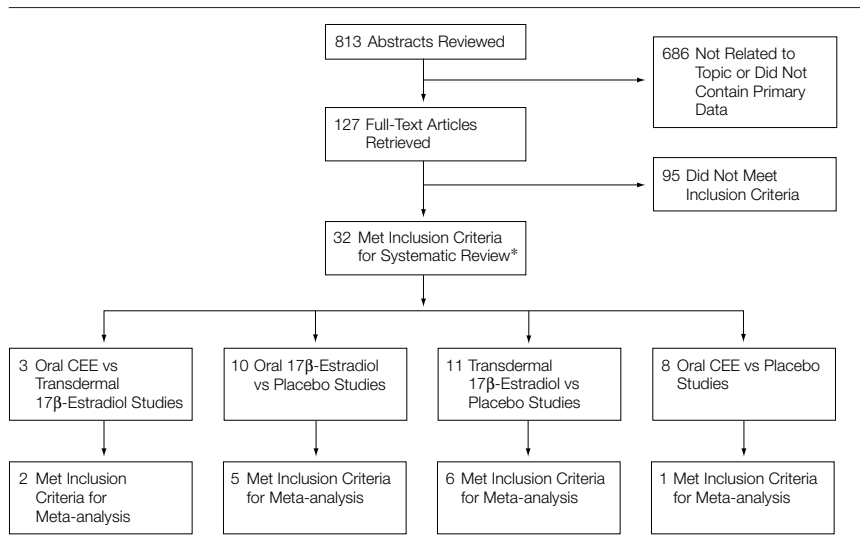 813 Abstracts Reviewed
686 Not Related to
Topic or Did Not
Contain Primary
Data
127 Full-Text Articles
Retrieved
95 Did Not Meet
Inclusion Criteria
32 Met Inclusion Criteria
for Systematic Review*
3 Oral CEE vs
Transdermal
17β-Estradiol Studies
10 Oral 17β-Estradiol
vs Placebo Studies
11 Transdermal
17β-Estradiol vs
Placebo Studies
8 Oral CEE vs Placebo
Studies
2 Met Inclusion
Criteria for
Meta-analysis
5 Met Inclusion Criteria
for Meta-analysis
6 Met Inclusion Criteria
for Meta-analysis
1 Met Inclusion Criteria
for Meta-analysis